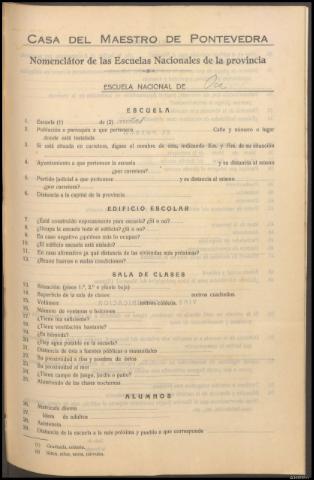 CASA DEL MAESTRO DE PONTEVEDRA
Nomenclátor de las Escuelas Nacionales de la provincia
ESCUELA NACIONAL DE
ESCUELA
1. Escuela (1) de (2)
2. Población o parroquia a que pertenece Calle y número o lugar
donde está instalada
3. Si está situada en carretera, dígase el nombre de ésta, indicando Km. y Hm. de su situación
4. Ayuntamiento a que pertenece la escuela y su distancia al mismo
¿por carretera?
5. Partido judicial a que pertenece y su distancia al mismo
¿por carretera?
6. Distancia a la capital de la provincia
EDIFICIO ESCOLAR
7. ¿Está construído expresamente para escuela? ¿Sí o no?
8. ¿Ocupa la escuela todo el edificio? ¿Sí o no?
9. En caso negativo ¿quiénes más lo ocupan?
10. ¿El edificio escuela está aislado?
11. En caso afirmativo ¿a qué distancia de las viviendas más próximas?
12. ¿Reune buenas o malas condiciones?
SALA DE CLASES
13. Situación (pisos 1.º, 2.º o planta baja)
14. Superficie de la sala de clases metros cuadrados.
15. Volúmen metros cúbicos.
16. Número de ventanas o balcones
17. ¿Tiene luz suficiente?
18. ¿Tiene ventilación bastante?
19. ¿Es húmeda?
20. ¿Hay agua potable en la escuela?
21. Distancia de ésta a fuentes públicas o manantiales
22. Su proximidad a ríos y nombre de éstos
23. Su proximidad al mar
24. ¿Tiene campo de juego, jardín o patio?
25. Alumbrado de las clases nocturnas
ALUMNOS
26. Matrícula diurna
27. Idem de adultos
28. Asistencia
29. Distancia de la escuela a la más próxima y pueblo a que corresponde
(1) Graduada, unitaria.
(2) Niños, niñas, mixta, párvulos.